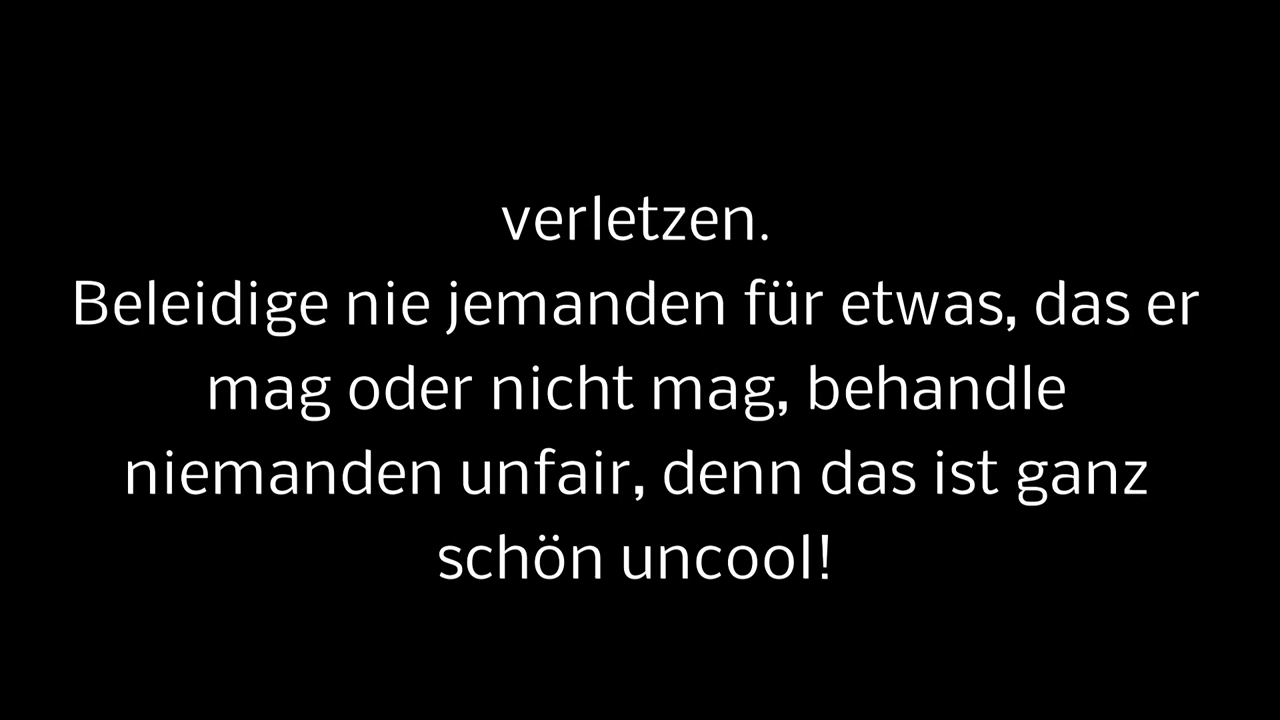 verletzen.
Beleidige nie jemanden für etwas, das er
mag oder nicht mag, behandle
niemanden unfair, denn das ist ganz
schön uncool!